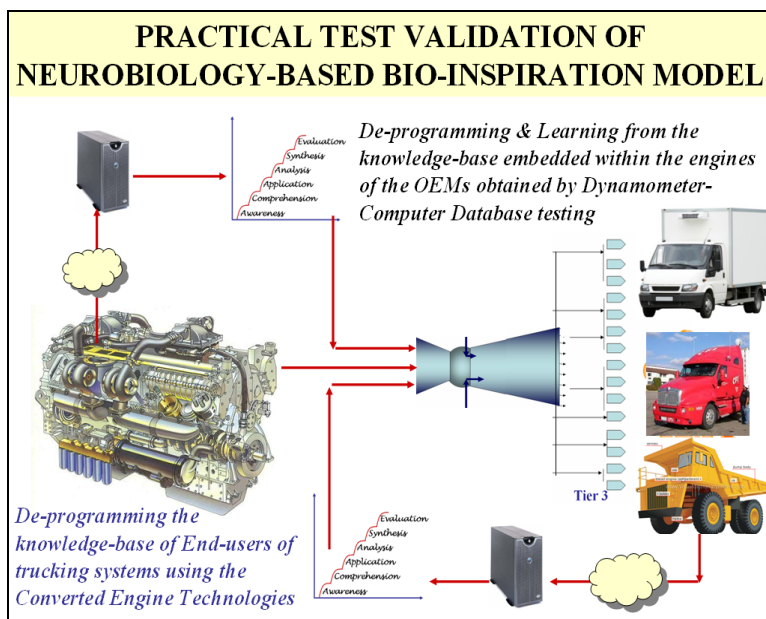 PRACTICAL TEST VALIDATION OF
NEUROBIOLOGY-BASED BIO-INSPIRATION MODEL
Evaluation
Synthesis
Analysis
Application
Comprehension
Awareness
De-programming & Learning from the
knowledge-base embedded within the engines
of the OEMs obtained by Dynamometer-
Computer Database testing
Tier 3
De-programming the
knowledge-base of End-users of
trucking systems using the
Converted Engine Technologies
Evaluation
Synthesis
Analysis
Application
Comprehension
Awareness